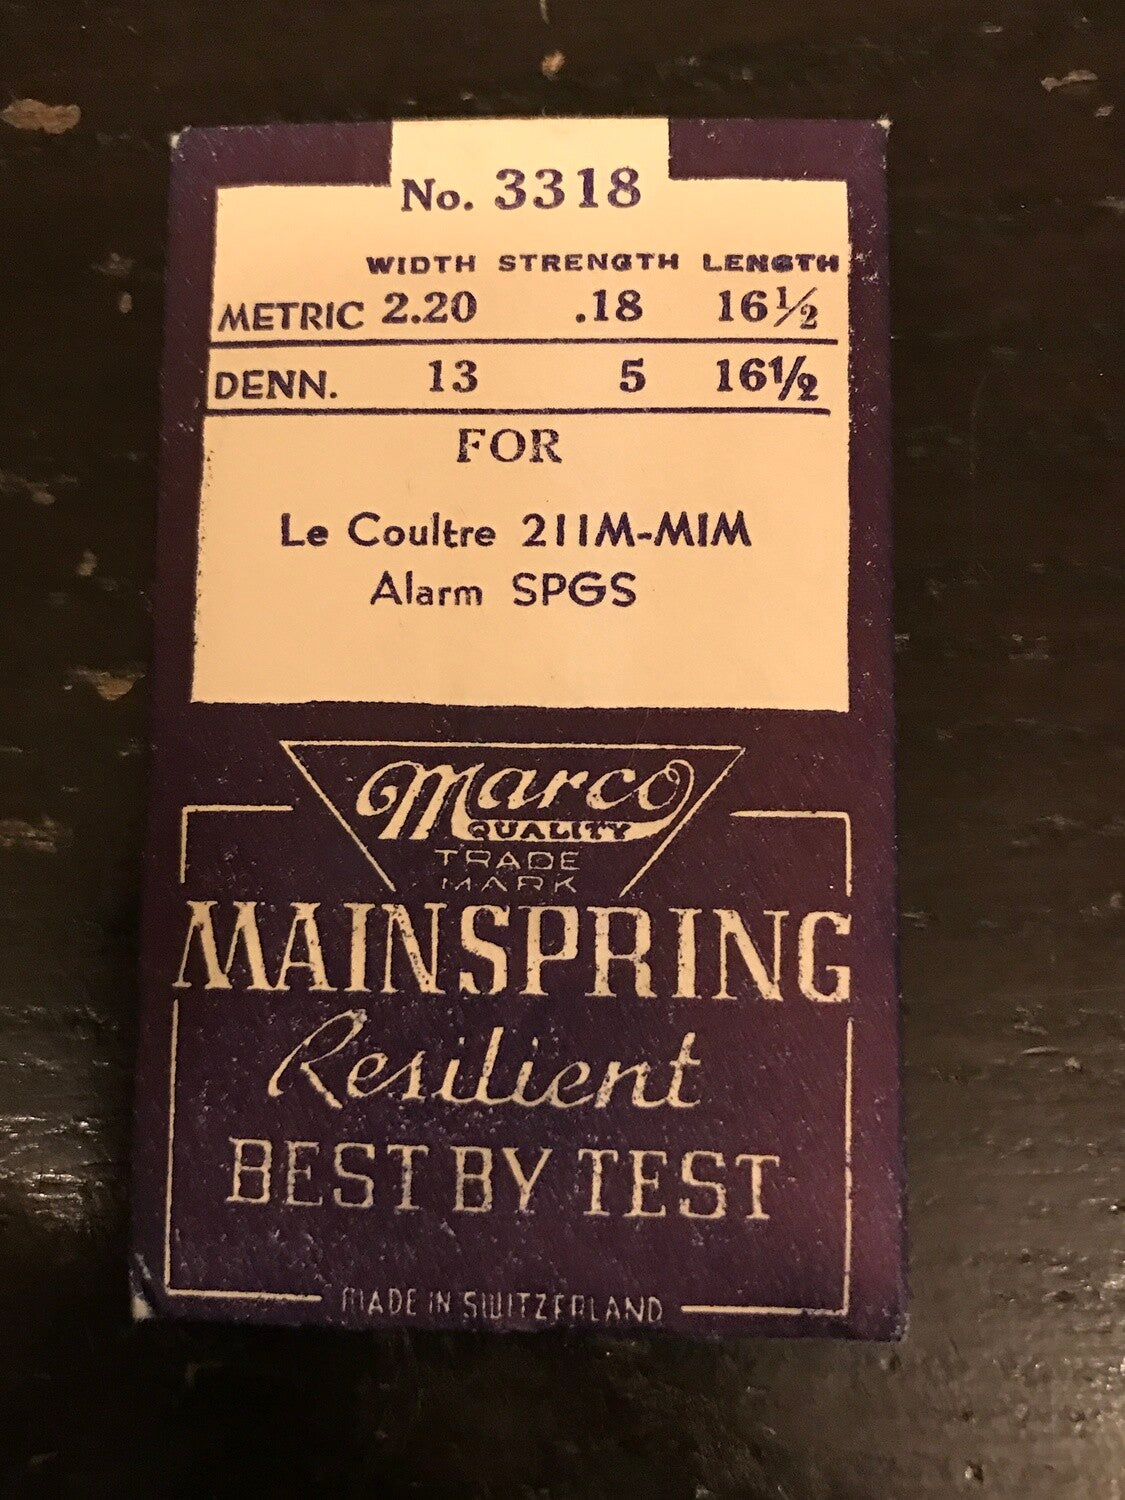 No. 3318
WIDTH STRENGTH LENGTH
METRIC 2.20 .18 16½
DENN. 13 5 16½
FOR
Le Coultre 211M-MIM
Alarm SPGS
Marco
QUALITY
TRADE
MARK
MAINSPRING
Resilient
BEST BY TEST
MADE IN SWITZERLAND